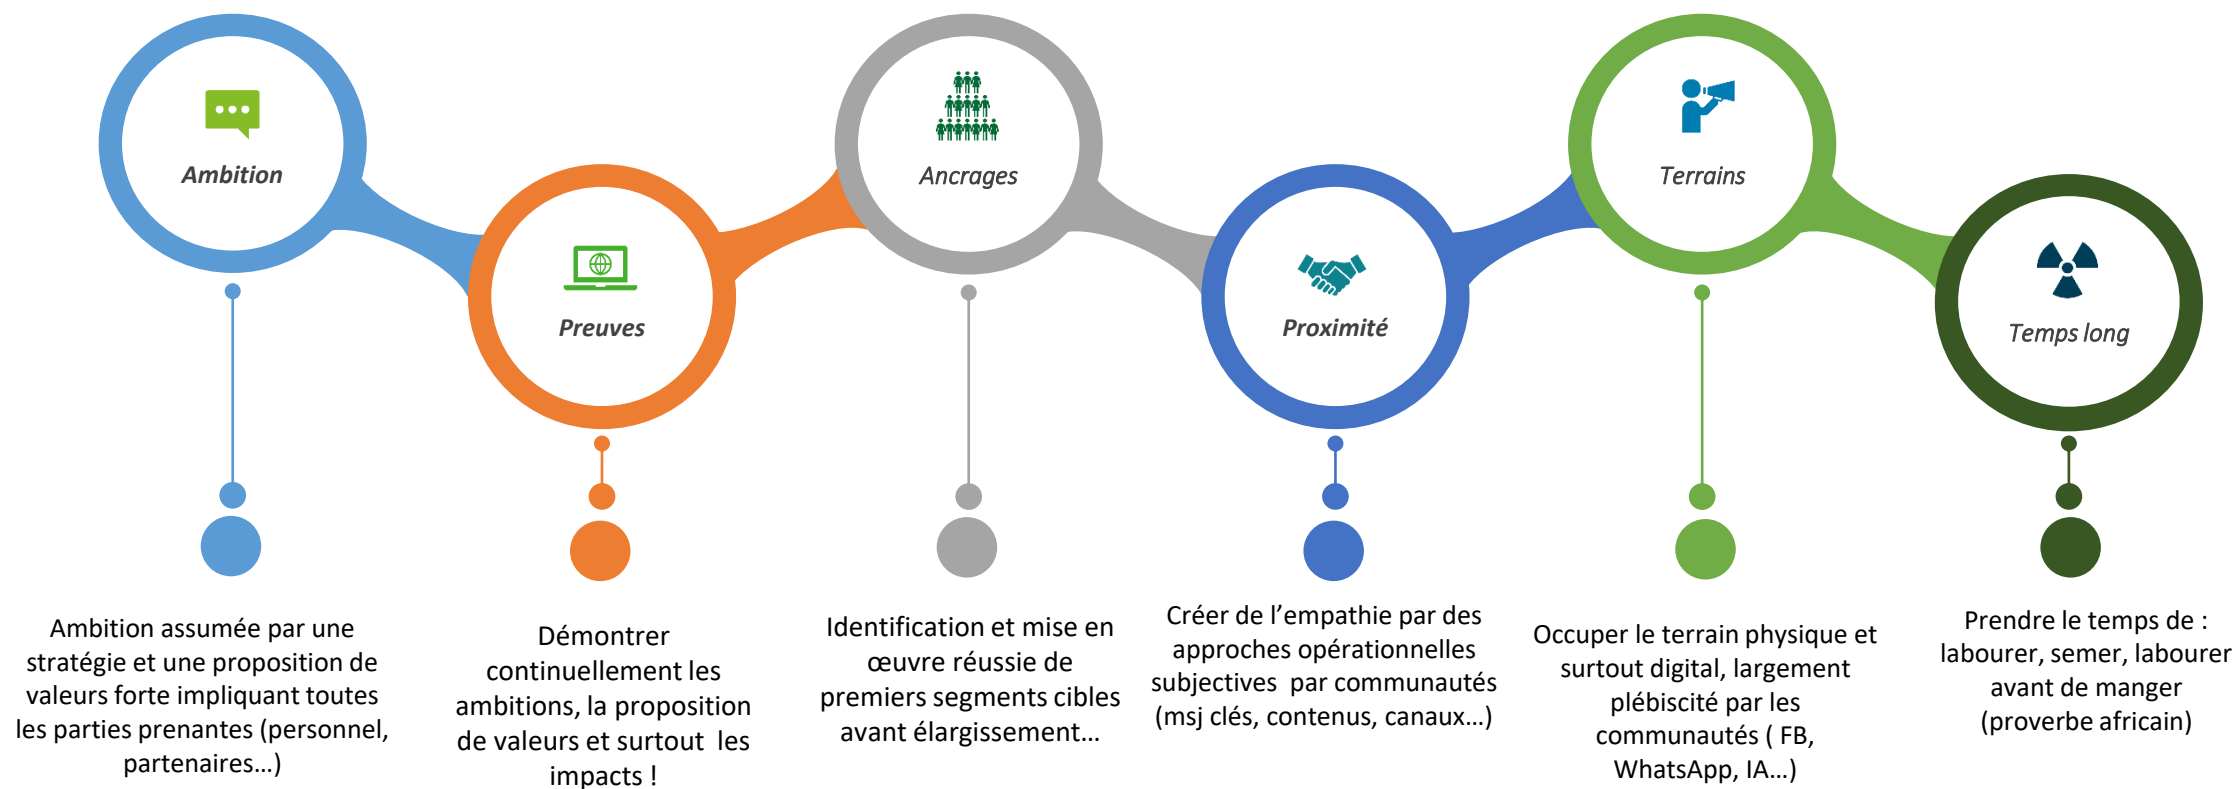 Ambition
Preuves
Ancrages
Proximité
Terrains
Temps long
Ambition assumée par une
stratégie et une proposition de
valeurs forte impliquant toutes
les parties prenantes (personnel,
partenaires…)
Démontrer
continuellement les
ambitions, la proposition
de valeurs et surtout les
impacts !
Identification et mise en
œuvre réussie de
premiers segments cibles
avant élargissement…
Créer de l’empathie par des
approches opérationnelles
subjectives par communautés
(msj clés, contenus, canaux…)
Occuper le terrain physique et
surtout digital, largement
plébiscité par les
communautés ( FB,
WhatsApp, IA…)
Prendre le temps de :
labourer, semer, labourer
avant de manger
(proverbe africain)